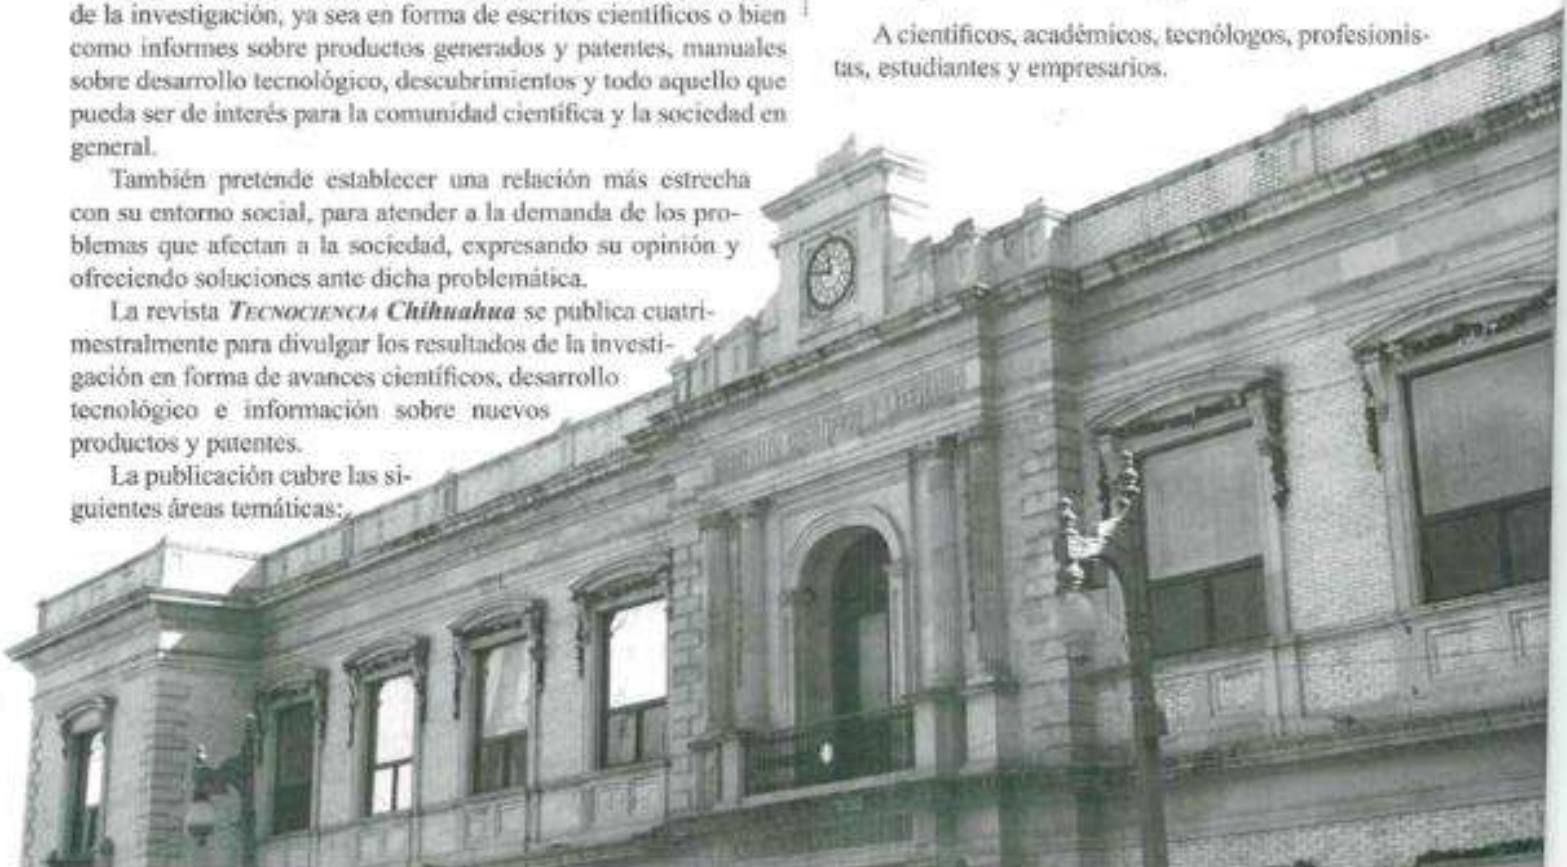 de la investigación, ya sea en forma de escritos científicos o bien
como informes sobre productos generados y patentes, manuales
sobre desarrollo tecnológico, descubrimientos y todo aquello que
pueda ser de interés para la comunidad científica y la sociedad en
general.
También pretende establecer una relación más estrecha
con su entorno social, para atender a la demanda de los pro-
blemas que afectan a la sociedad, expresando su opinión y
ofreciendo soluciones ante dicha problemática.
La revista TECNOCIENCIA Chihuahua se publica cuatri-
mestralmente para divulgar los resultados de la investi-
gación en forma de avances científicos, desarrollo
tecnológico e información sobre nuevos
productos y patentes.
La publicación cubre las si-
guientes áreas temáticas:
A científicos, académicos, tecnólogos, profesionis-
tas, estudiantes y empresarios.